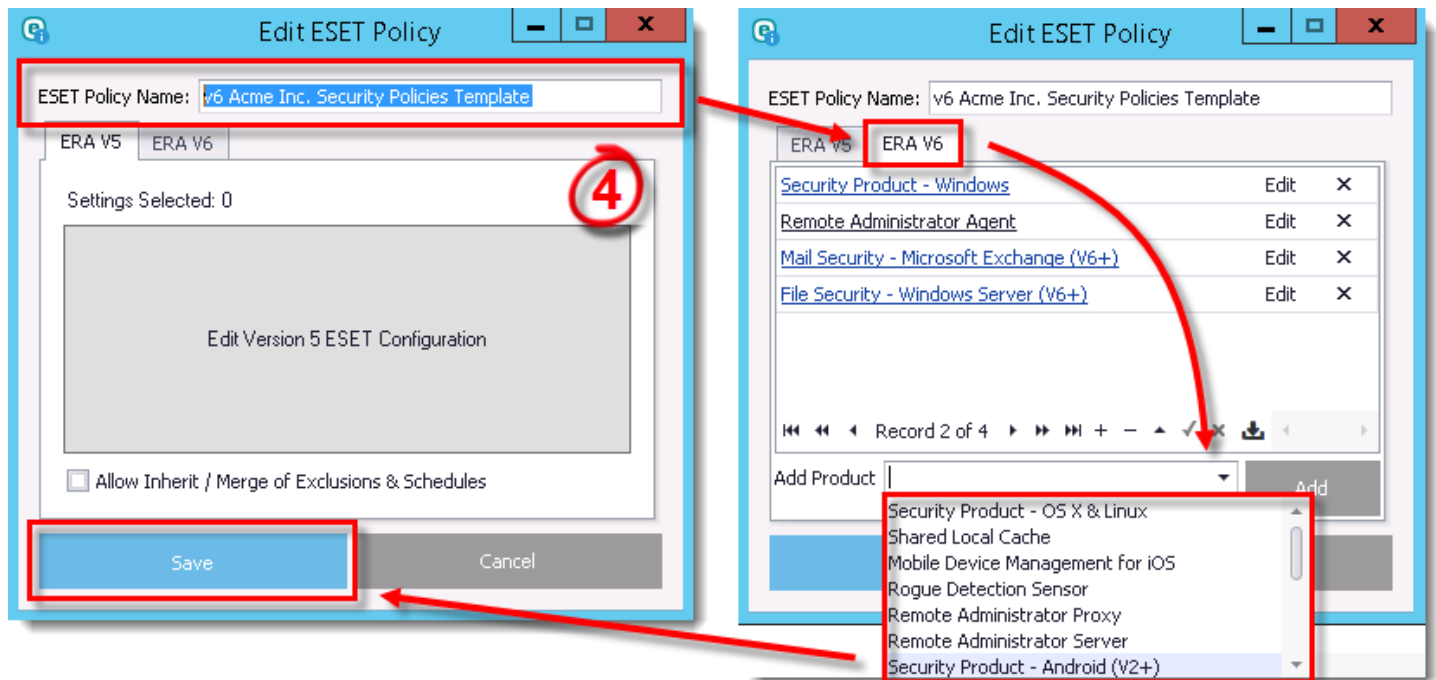 Edit ESET Policy
ESET Policy Name: v6 Acme Inc. Security Policies Template
ERA V5 ERA V6
Settings Selected: 0
4
Edit Version 5 ESET Configuration
Allow Inherit / Merge of Exclusions & Schedules
Save Cancel
Edit ESET Policy
ESET Policy Name: v6 Acme Inc. Security Policies Template
ERA V5 ERA V6
Security Product - Windows Edit
Remote Administrator Agent Edit
Mail Security - Microsoft Exchange (V6+) Edit
File Security - Windows Server (V6+) Edit
Record 2 of 4
Add Product Add
Security Product - OS X & Linux
Shared Local Cache
Mobile Device Management for iOS
Rogue Detection Sensor
Remote Administrator Proxy
Remote Administrator Server
Security Product - Android (V2+)